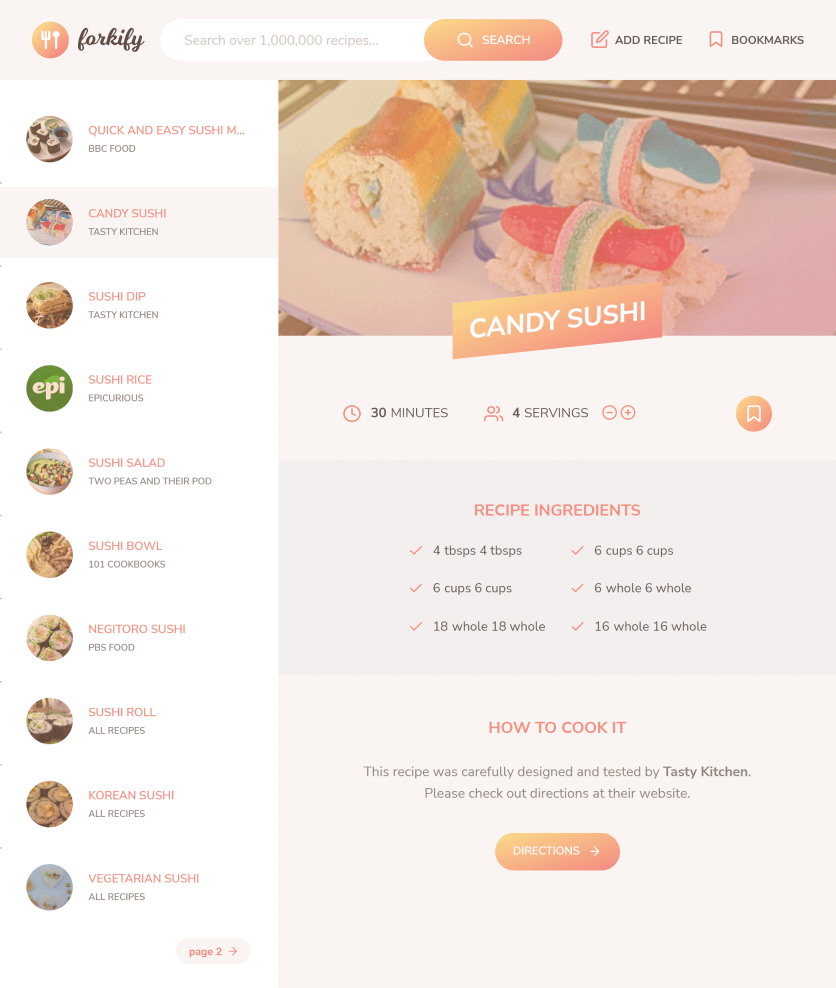 forkify
Search over 1,000,000 recipes...
SEARCH
ADD RECIPE
BOOKMARKS
QUICK AND EASY SUSHI M...
BBC FOOD
CANDY SUSHI
TASTY KITCHEN
SUSHI DIP
TASTY KITCHEN
epi
SUSHI RICE
EPICURIOUS
SUSHI SALAD
TWO PEAS AND THEIR POD
SUSHI BOWL
101 COOKBOOKS
NEGITORO SUSHI
PBS FOOD
SUSHI ROLL
ALL RECIPES
KOREAN SUSHI
ALL RECIPES
VEGETARIAN SUSHI
ALL RECIPES
page 2
CANDY SUSHI
30 MINUTES
4 SERVINGS
RECIPE INGREDIENTS
4 tbsps 4 tbsps
6 cups 6 cups
6 cups 6 cups
6 whole 6 whole
18 whole 18 whole
16 whole 16 whole
HOW TO COOK IT
This recipe was carefully designed and tested by Tasty Kitchen.
Please check out directions at their website.
DIRECTIONS